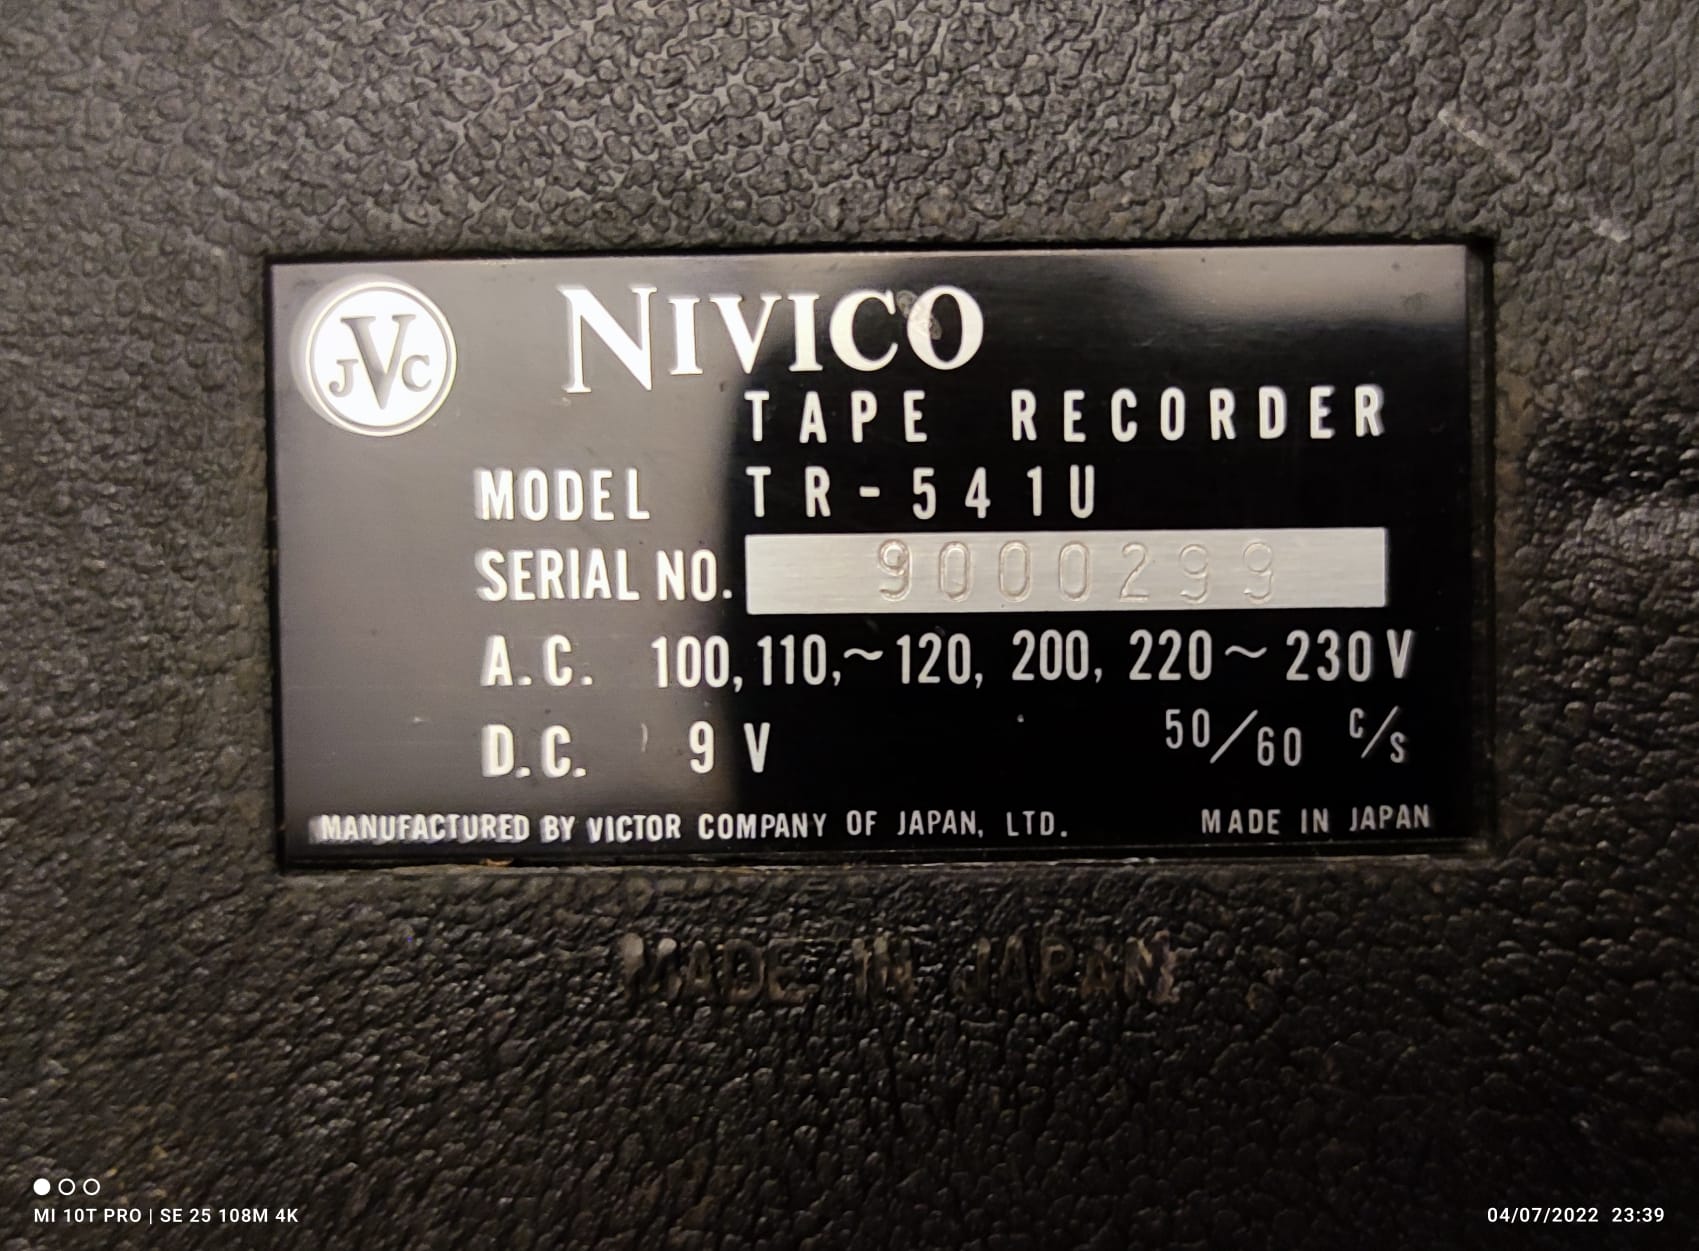 JVC NIVICO
TAPE RECORDER
MODEL TR-541U
SERIAL NO. 9000299
A.C. 100, 110,~120, 200, 220~230V
D.C. 9 V 50/60 C/S
MANUFACTURED BY VICTOR COMPANY OF JAPAN, LTD. MADE IN JAPAN
MADE IN JAPAN
MI 10T PRO | SE 25 108M 4K 04/07/2022 23:39